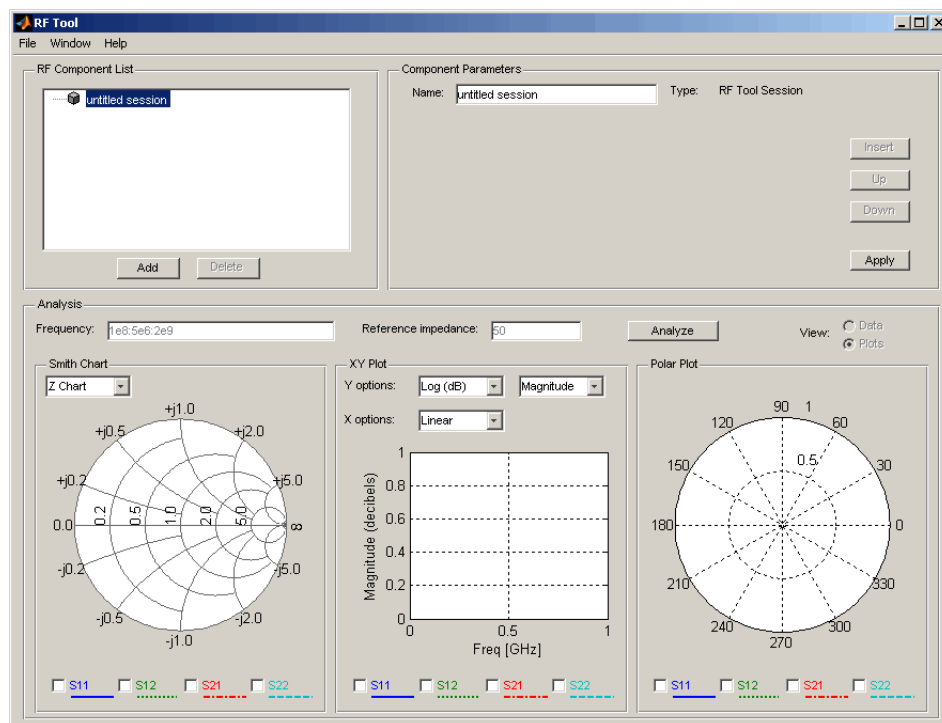 RF Tool
File Window Help
RF Component List
untitled session
Add Delete
Component Parameters
Name: untitled session Type: RF Tool Session
Insert
Up
Down
Apply
Analysis
Frequency: 1e8:5e6:2e9 Reference impedance: 50 Analyze View: Data
Plots
Smith Chart
Z Chart
+j1.0
+j0.5 +j2.0
+j0.2 +j5.0
0.0 0.2 0.5 1.0 2.0 5.0 ∞
-j0.2 -j5.0
-j0.5 -j2.0
-j1.0
S11 S12 S21 S22
XY Plot
Y options: Log (dB) Magnitude
X options: Linear
Magnitude (decibels)
1
0.8
0.6
0.4
0.2
0
0 0.5 1
Freq [GHz]
S11 S12 S21 S22
Polar Plot
90 1
120 60
0.5
150 30
180 0
210 330
240 300
270
S11 S12 S21 S22